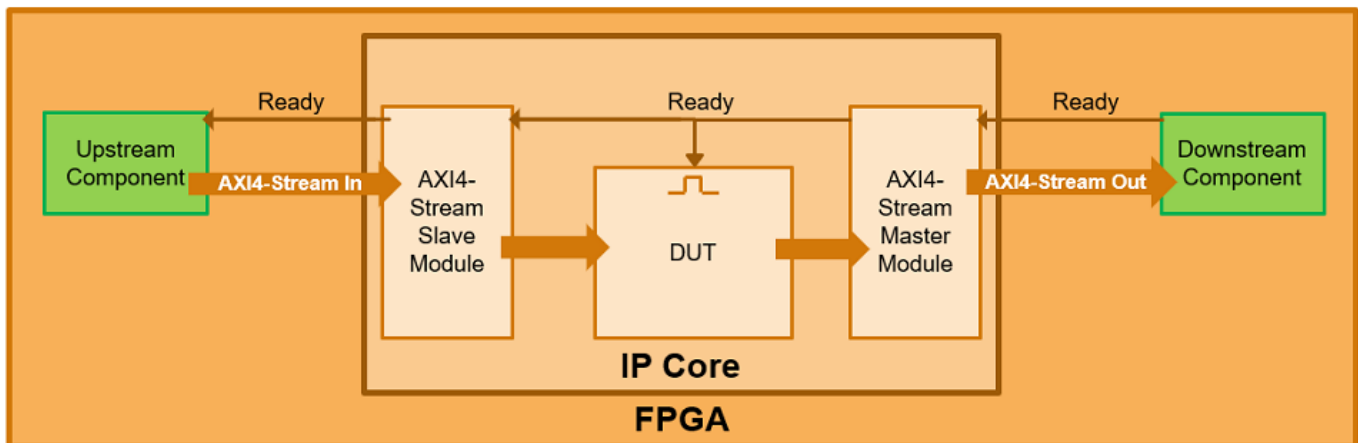 Ready
Ready
Ready
Upstream
Component
AXI4-Stream In
AXI4-
Stream
Slave
Module
DUT
AXI4-
Stream
Master
Module
AXI4-Stream Out
Downstream
Component
IP Core
FPGA